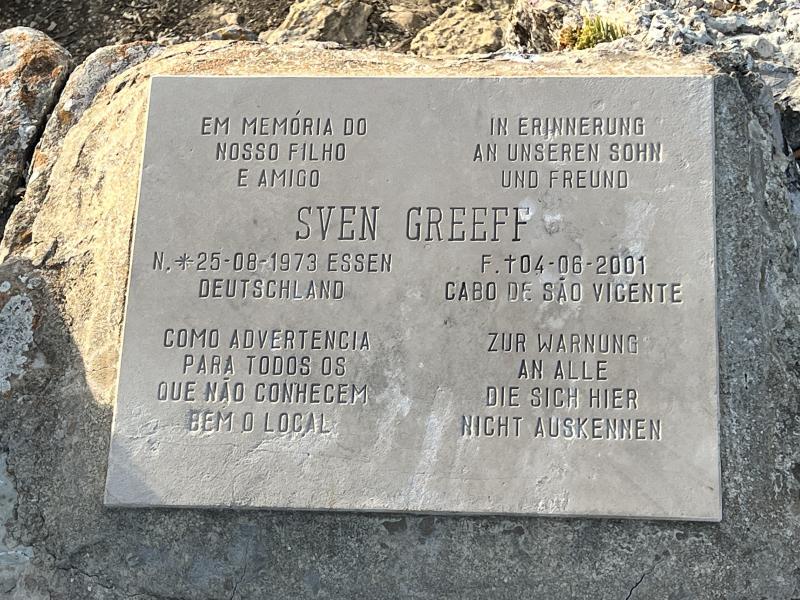 EM MEMÓRIA DO
NOSSO FILHO
E AMIGO
IN ERINNERUNG
AN UNSEREN SOHN
UND FREUND
SVEN GREEFF
N.*25-08-1973 ESSEN
DEUTSCHLAND
F.†04-06-2001
CABO DE SÃO VICENTE
COMO ADVERTENCIA
PARA TODOS OS
QUE NÃO CONHECEM
BEM O LOCAL
ZUR WARNUNG
AN ALLE
DIE SICH HIER
NICHT AUSKENNEN